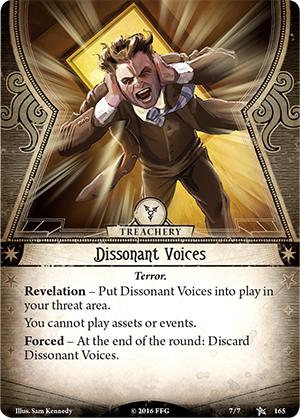 TREACHERY
Dissonant Voices
Terror.
Revelation – Put Dissonant Voices into play in
your threat area.
You cannot play assets or events.
Forced – At the end of the round: Discard
Dissonant Voices.
Illus. Sam Kennedy © 2016 FFG 7/7 165